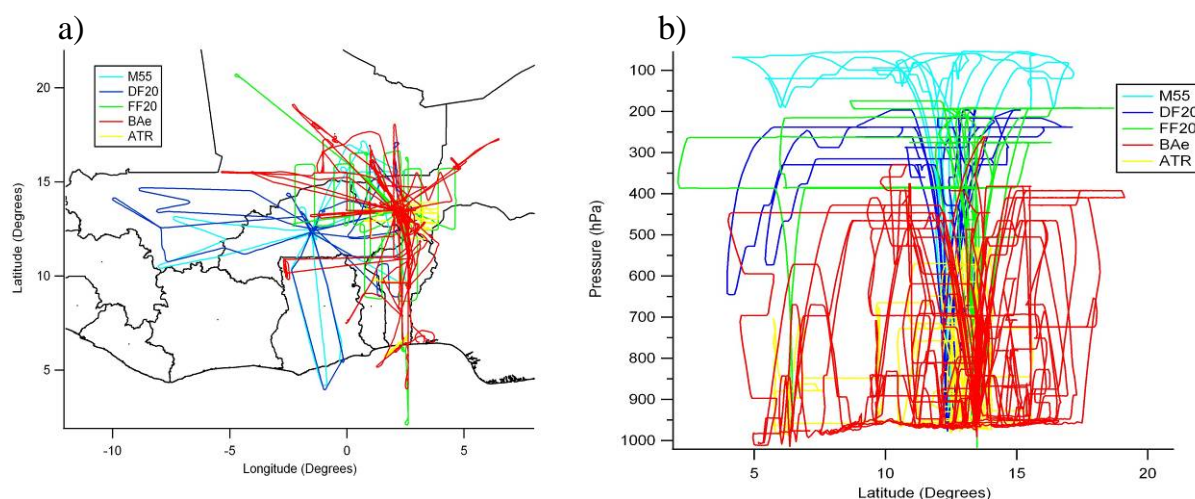 a)
M55
DF20
FF20
BAe
ATR
20
15
10
5
Latitude (Degrees)
-10
-5
0
5
Longitude (Degrees)
b)
100
200
300
400
500
600
700
800
900
1000
Pressure (hPa)
M55
DF20
FF20
BAe
ATR
5
10
15
20
Latitude (Degrees)